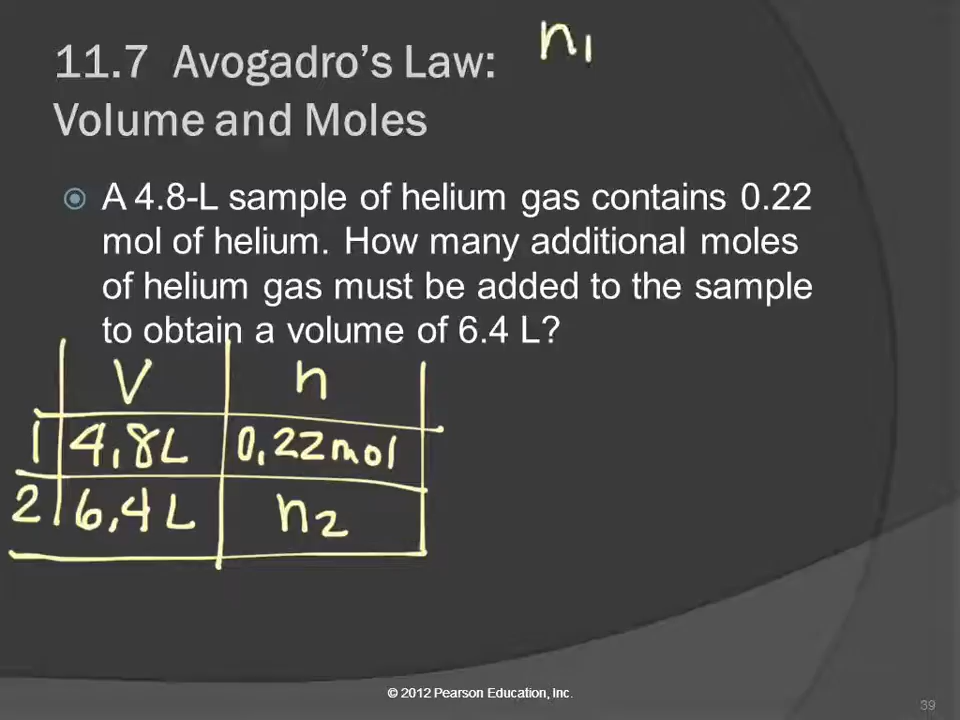 11.7 Avogadro's Law: n1
Volume and Moles
A 4.8-L sample of helium gas contains 0.22
mol of helium. How many additional moles
of helium gas must be added to the sample
to obtain a volume of 6.4 L?
V n
1 4.8L 0.22mol
2 6.4 L n2
© 2012 Pearson Education, Inc.
39